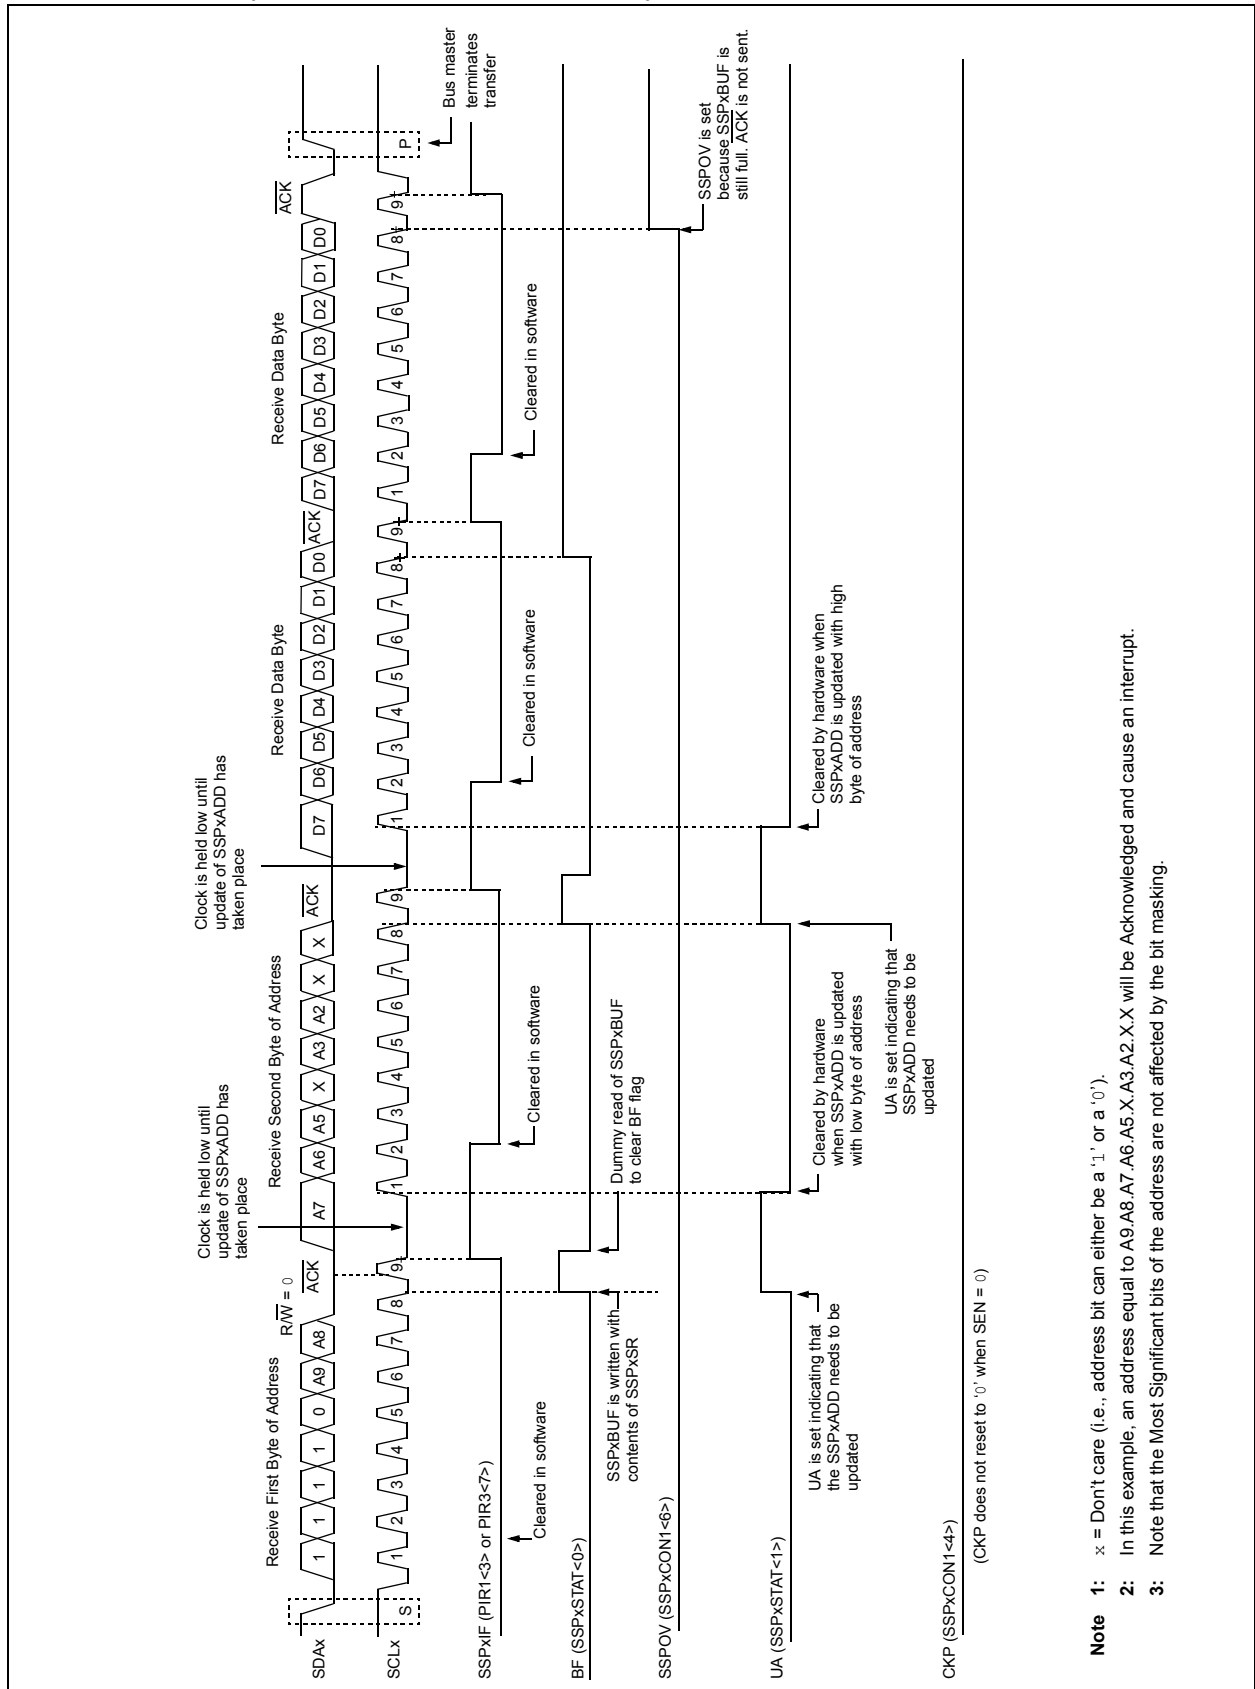 Receive First Byte of Address
R/W = 0
ACK
Clock is held low until
update of SSPxADD has
taken place
Receive Second Byte of Address
ACK
Clock is held low until
update of SSPxADD has
taken place
Receive Data Byte
ACK
Receive Data Byte
ACK
SDAx
1 1 1 1 0 A9 A8
A7 A6 A5 X A3 A2 X X
D7 D6 D5 D4 D3 D2 D1 D0
D7 D6 D5 D4 D3 D2 D1 D0
SCLx
S
1 2 3 4 5 6 7 8 9
1 2 3 4 5 6 7 8 9
1 2 3 4 5 6 7 8 9
1 2 3 4 5 6 7 8 9
P
Bus master
terminates
transfer
SSPxIF (PIR1<3> or PIR3<7>)
Cleared in software
Cleared in software
Cleared in software
Cleared in software
BF (SSPxSTAT<0>)
SSPxBUF is written with
contents of SSPxSR
Dummy read of SSPxBUF
to clear BF flag
SSPOV (SSPxCON1<6>)
SSPOV is set
because SSPxBUF is
still full. ACK is not sent.
UA (SSPxSTAT<1>)
UA is set indicating that
the SSPxADD needs to be
updated
Cleared by hardware
when SSPxADD is updated
with low byte of address
UA is set indicating that
SSPxADD needs to be
updated
Cleared by hardware when
SSPxADD is updated with high
byte of address
CKP (SSPxCON1<4>)
(CKP does not reset to ‘0’ when SEN = 0)
Note 1: x = Don’t care (i.e., address bit can either be a ‘1’ or a ‘0’).
2: In this example, an address equal to A9.A8.A7.A6.A5.X.A3.A2.X.X will be Acknowledged and cause an interrupt.
3: Note that the Most Significant bits of the address are not affected by the bit masking.